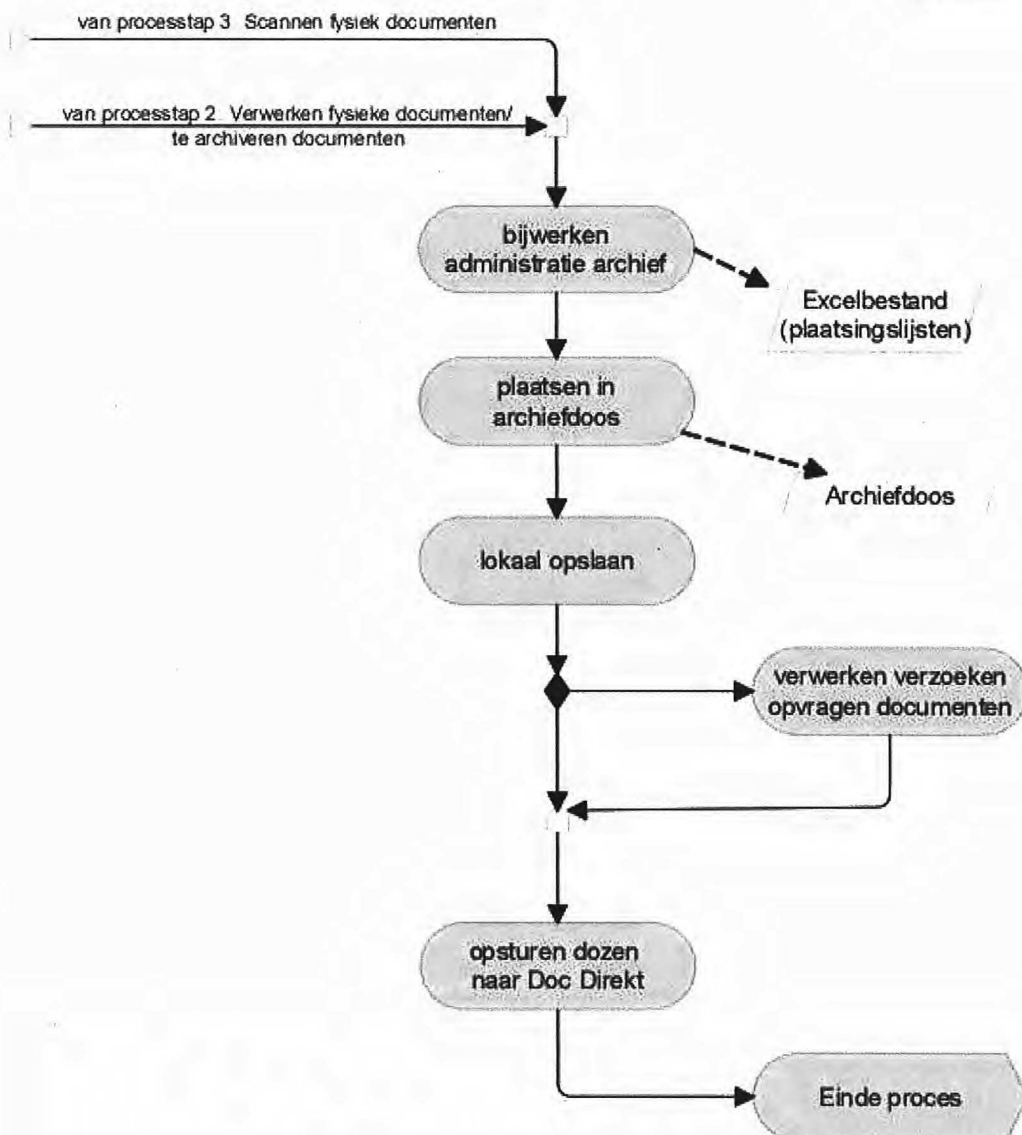 van processtap 3 Scannen fysiek documenten
van processtap 2 Verwerken fysieke documenten/
te archiveren documenten
bijwerken
administratie archief
Excelbestand
(plaatsingslijsten)
plaatsen in
archiefdoos
Archiefdoos
lokaal opslaan
verwerken verzoeken
opvragen documenten
opsturen dozen
naar Doc Direkt
Einde proces